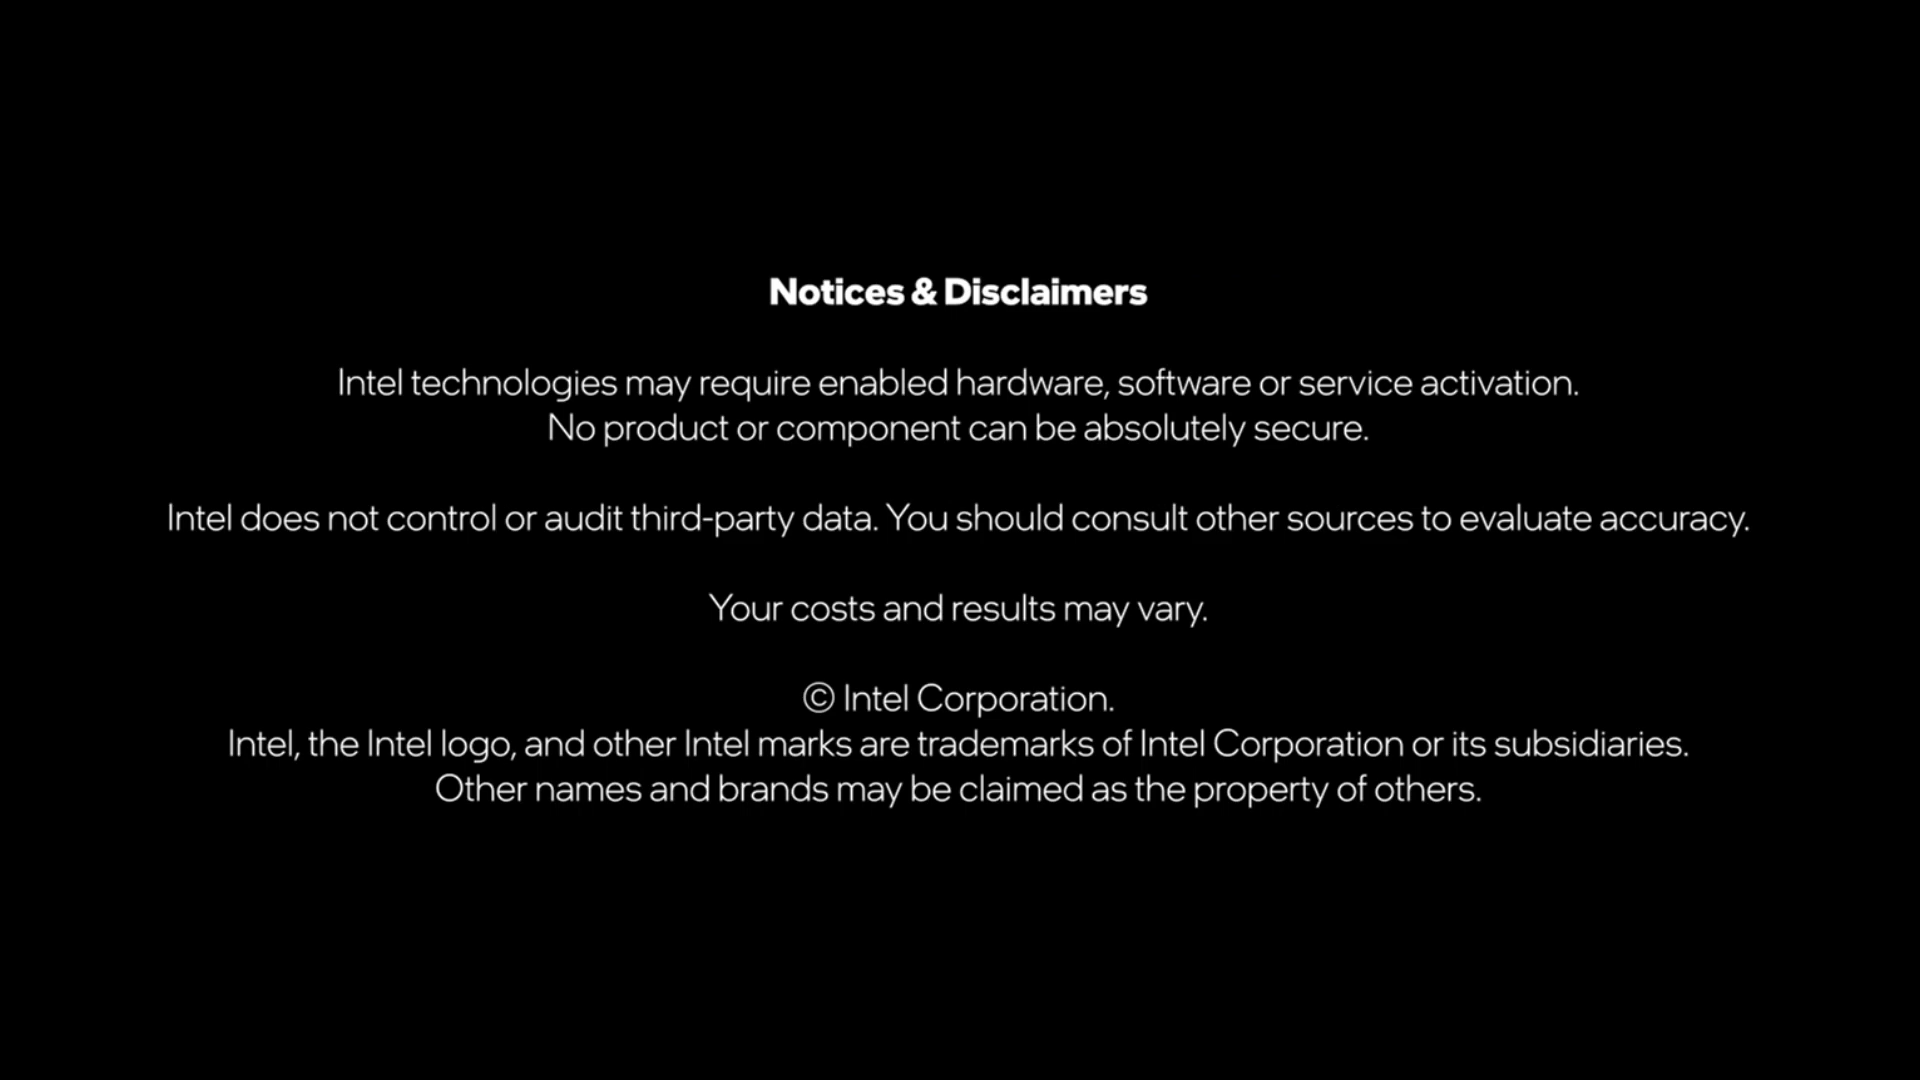 Notices & Disclaimers
Intel technologies may require enabled hardware, software or service activation.
No product or component can be absolutely secure.
Intel does not control or audit third-party data. You should consult other sources to evaluate accuracy.
Your costs and results may vary.
© Intel Corporation.
Intel, the Intel logo, and other Intel marks are trademarks of Intel Corporation or its subsidiaries.
Other names and brands may be claimed as the property of others.